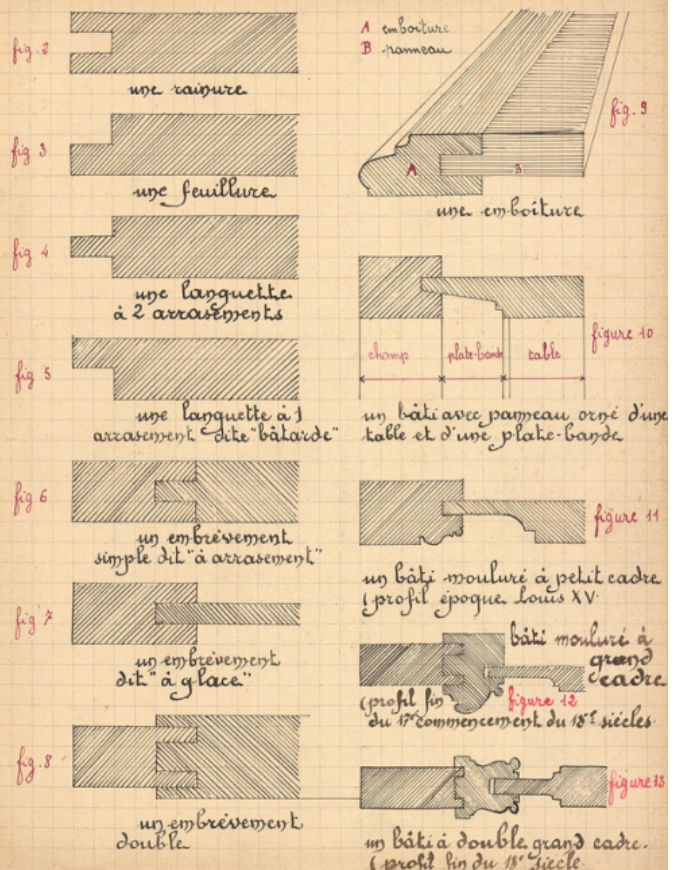 fig. 2
une rainure
fig 3
une feuillure
fig 4
une languette
à 2 arrasements
fig 5
une languette à 1
arrasement dite "bâtarde"
fig 6
un embrèvement
simple dit "à arrasement"
fig 7
un embrèvement
dit "à glace"
fig. 8
un embrèvement
double
A emboiture
B panneau
fig. 9
A
B
une emboiture
figure 10
champ
plate-bande
table
un bâti avec panneau orné d'une
table et d'une plate-bande
figure 11
un bâti mouluré à petit cadre
(profil époque Louis XV.
bâti mouluré à
grand
cadre
figure 12
(profil fin
du 17e commencement du 18e siècles
figure 13
un bâti à double grand cadre.
(profil fin du 18e siècle